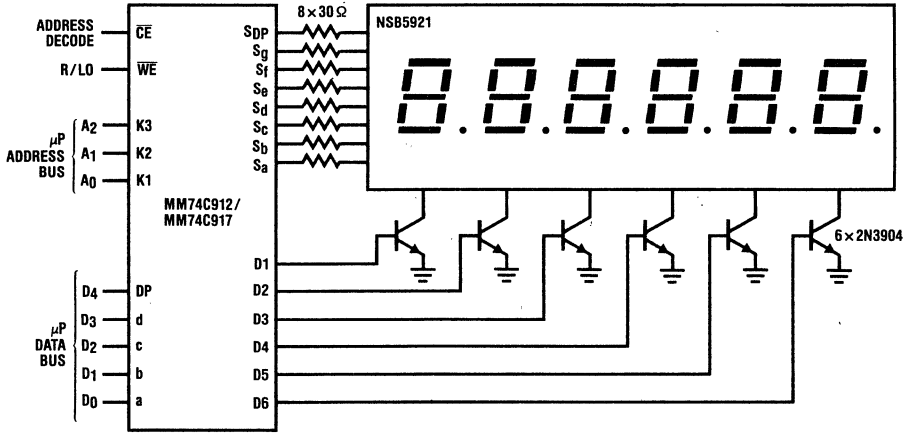 8 × 30 Ω
NSB5921
ADDRESS
DECODE
CE
R/LO
WE
μP
ADDRESS
BUS
A2
K3
A1
K2
A0
K1
MM74C912/
MM74C917
SDP
Sg
Sf
Se
Sd
Sc
Sb
Sa
6 × 2N3904
D1
D2
D3
D4
D5
D6
μP
DATA
BUS
D4
DP
D3
d
D2
c
D1
b
D0
a